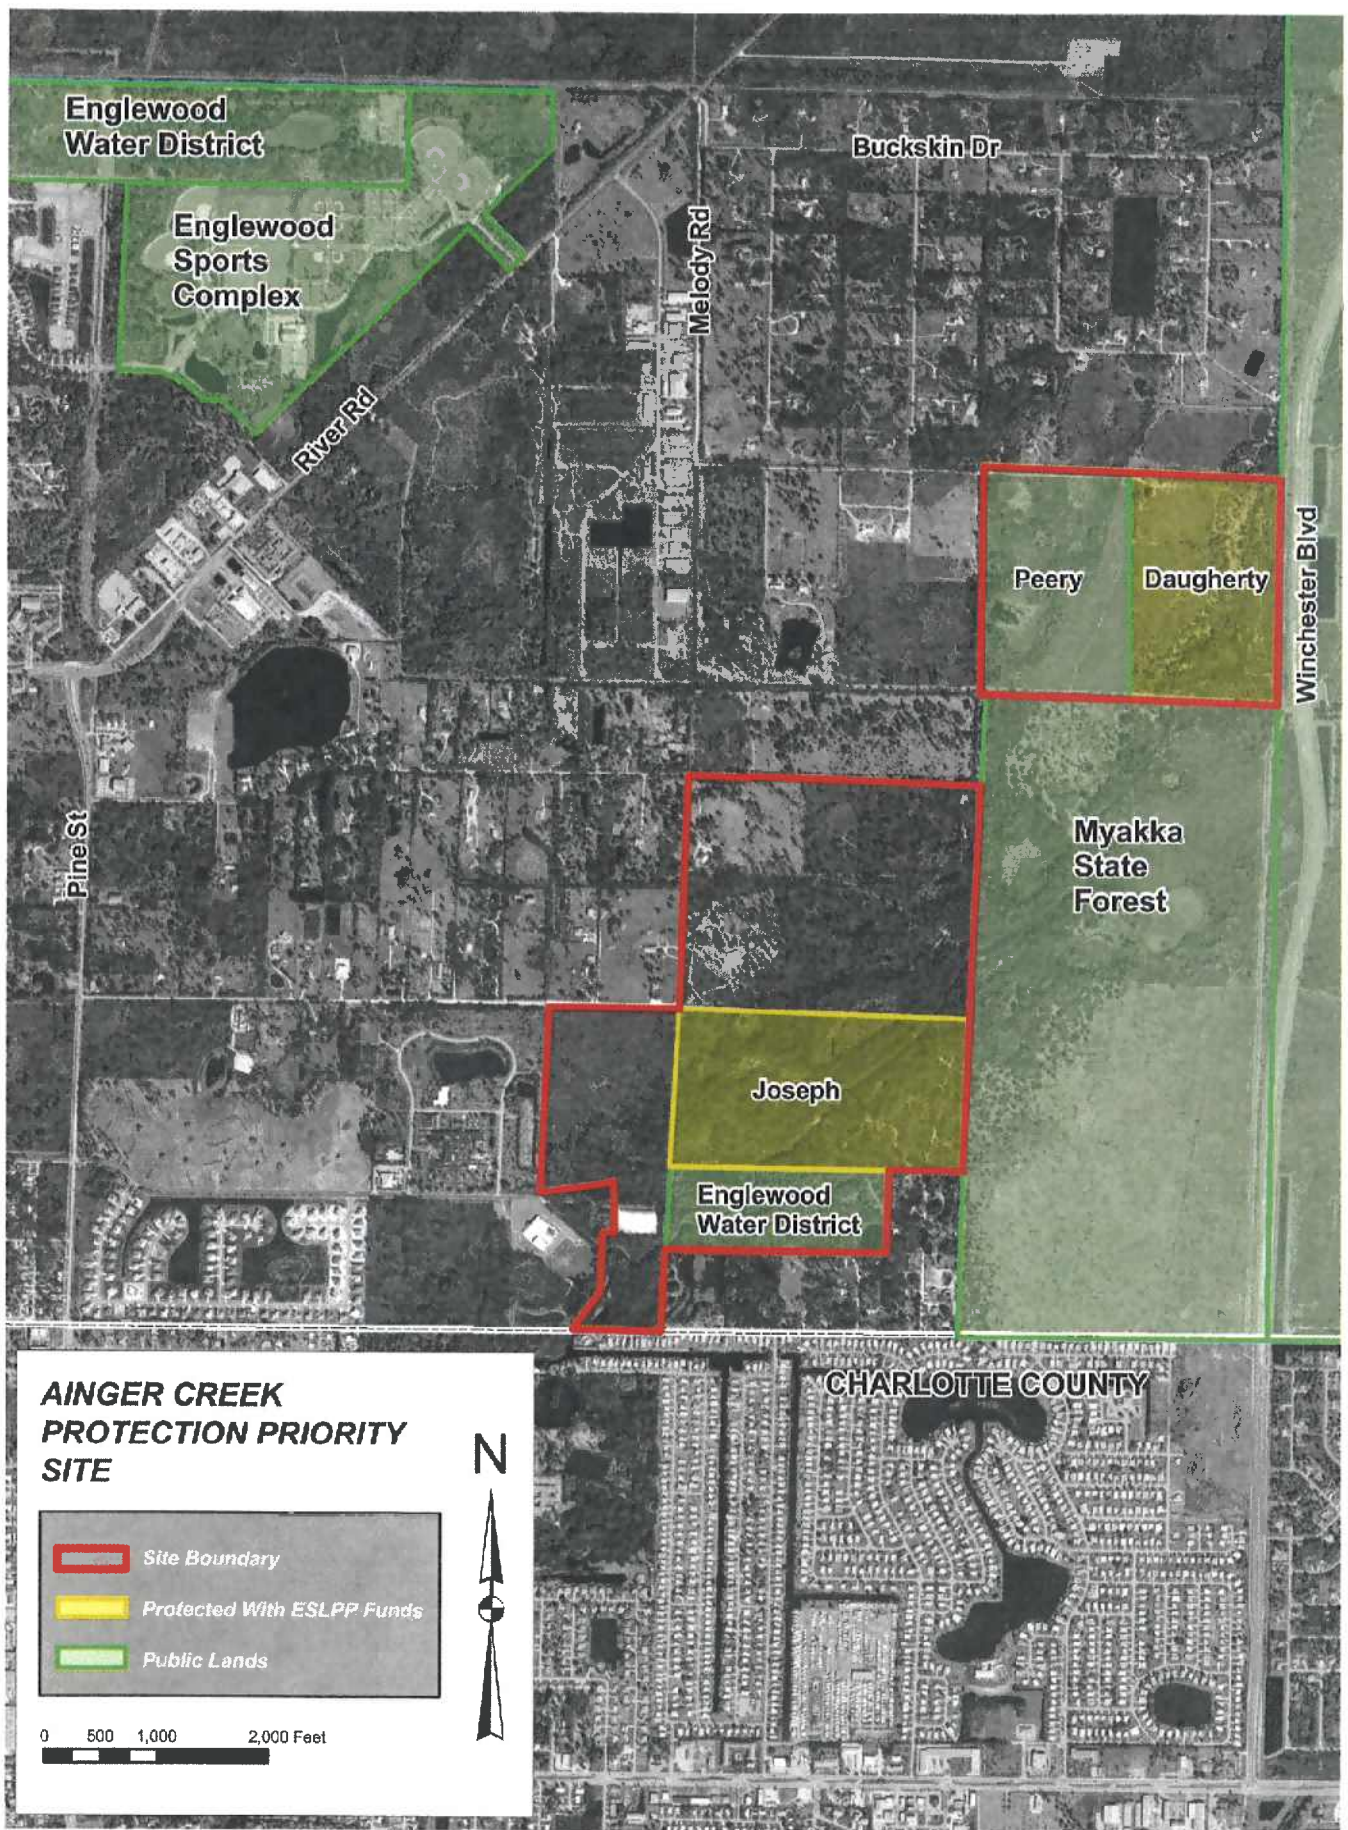 Englewood
Water District
Buckskin Dr
Englewood
Sports
Complex
Melody Rd
River Rd
Peery
Daugherty
Winchester Blvd
Pine St
Myakka
State
Forest
Joseph
Englewood
Water District
CHARLOTTE COUNTY
AINGER CREEK
PROTECTION PRIORITY
SITE
N
Site Boundary
Protected With ESLPP Funds
Public Lands
0 500 1,000 2,000 Feet